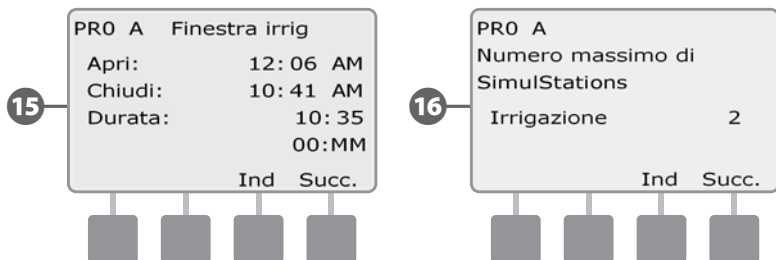 15
PR0 A Finestra irrig
Apri: 12:06 AM
Chiudi: 10:41 AM
Durata: 10:35
00:MM
Ind Succ.
16
PR0 A
Numero massimo di
SimulStations
Irrigazione 2
Ind Succ.